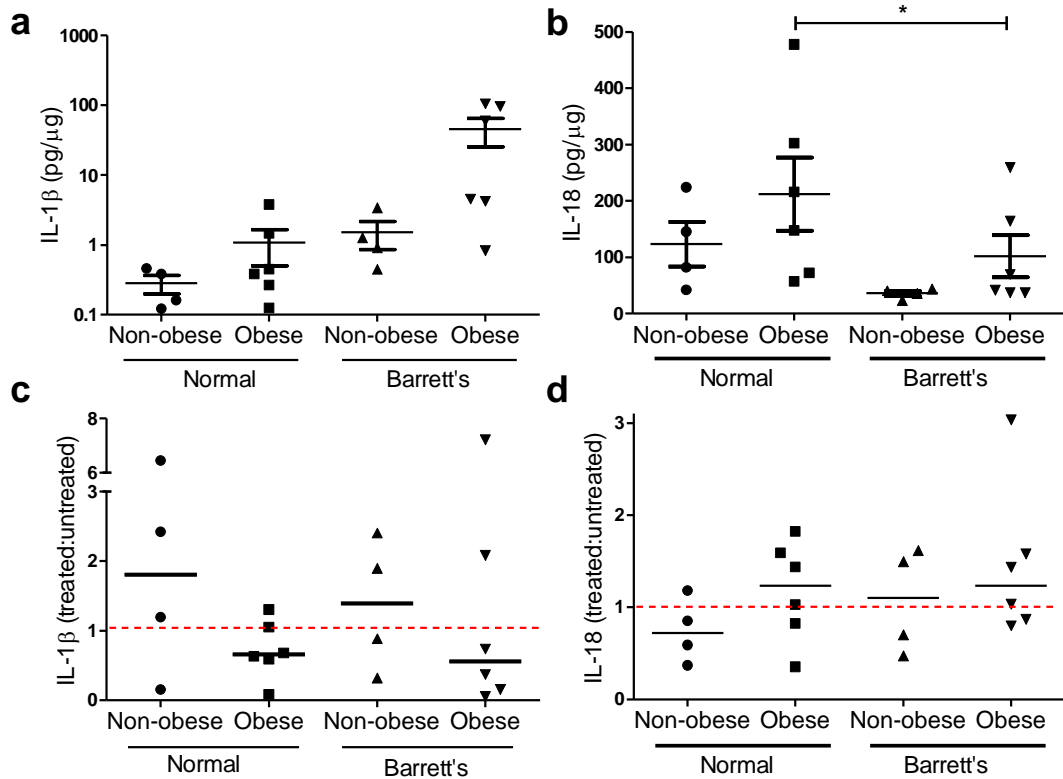 a
IL-1β (pg/μg)
1000
100
10
1
0.1
Non-obese Obese Non-obese Obese
Normal Barrett's
b
*
IL-18 (pg/μg)
500
400
300
200
100
0
Non-obese Obese Non-obese Obese
Normal Barrett's
c
IL-1β (treated:untreated)
8
6
3
2
1
0
Non-obese Obese Non-obese Obese
Normal Barrett's
d
IL-18 (treated:untreated)
3
2
1
0
Non-obese Obese Non-obese Obese
Normal Barrett's